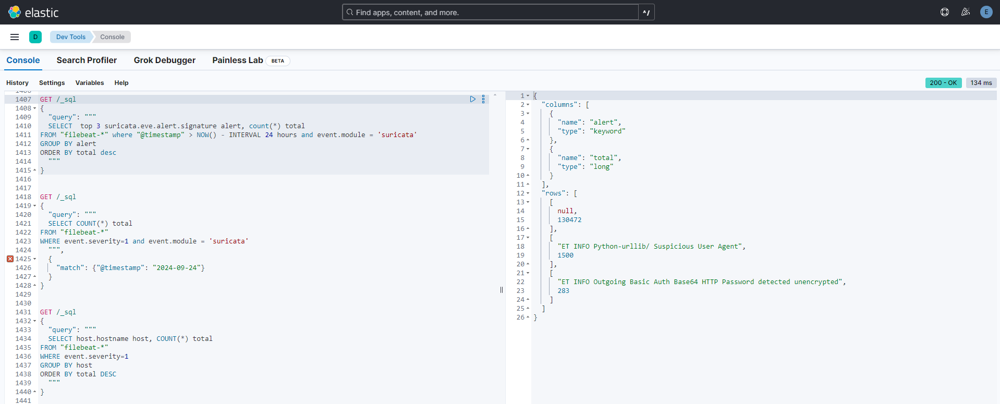 elastic
Find apps, content, and more.
^/
E
D
Dev Tools
Console
Console
Search Profiler
Grok Debugger
Painless Lab
BETA
History
Settings
Variables
Help
200 - OK
134 ms
1407 GET /_sql
1408 {
1409 "query": """
1410 SELECT  top 3 suricata.eve.alert.signature alert, count(*) total
1411 FROM "filebeat-*" where "@timestamp" > NOW() - INTERVAL 24 hours and event.module = 'suricata'
1412 GROUP BY alert
1413 ORDER BY total desc
1414 """
1415 }
1416
1417
1418 GET /_sql
1419 {
1420 "query": """
1421 SELECT COUNT(*) total
1422 FROM "filebeat-*"
1423 WHERE event.severity=1 and event.module = 'suricata'
1424 """,
1425 {
1426 "match": {"@timestamp": "2024-09-24"}
1427 }
1428 }
1429
1430
1431 GET /_sql
1432 {
1433 "query": """
1434 SELECT host.hostname host, COUNT(*) total
1435 FROM "filebeat-*"
1436 WHERE event.severity=1
1437 GROUP BY host
1438 ORDER BY total DESC
1439 """
1440 }
1441
1 {
2 "columns": [
3 {
4 "name": "alert",
5 "type": "keyword"
6 },
7 {
8 "name": "total",
9 "type": "long"
10 }
11 ],
12 "rows": [
13 [
14 null,
15 130472
16 ],
17 [
18 "ET INFO Python-urllib/ Suspicious User Agent",
19 1500
20 ],
21 [
22 "ET INFO Outgoing Basic Auth Base64 HTTP Password detected unencrypted",
23 283
24 ]
25 ]
26 }